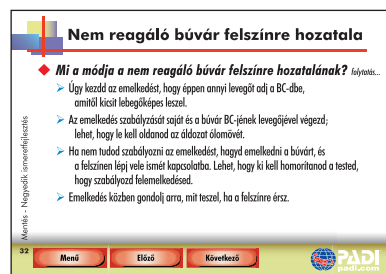 Nem reagáló búvár felszínre hozatala
Mi a módja a nem reagáló búvár felszínre hozatalának? folytatás...
Úgy kezdd az emelkedést, hogy éppen annyi levegőt adj a BC-dbe,
amitől kicsit lebegőképes leszel.
Az emelkedés szabályzását saját és a búvár BC-jének levegőjével végezd;
lehet, hogy le kell oldanod az áldozat ólomövét.
Ha nem tudod szabályozni az emelkedést, hagyd emelkedni a búvárt, és
a felszínen lépj vele ismét kapcsolatba. Lehet, hogy ki kell homorítanod a tested,
hogy szabályozd felemelkedésed.
Emelkedés közben gondolj arra, mit teszel, ha a felszínre érsz.
Mentés - Negyedik ismeretfejlesztés
32
Menű
Előző
Következő
PADI
padi.com